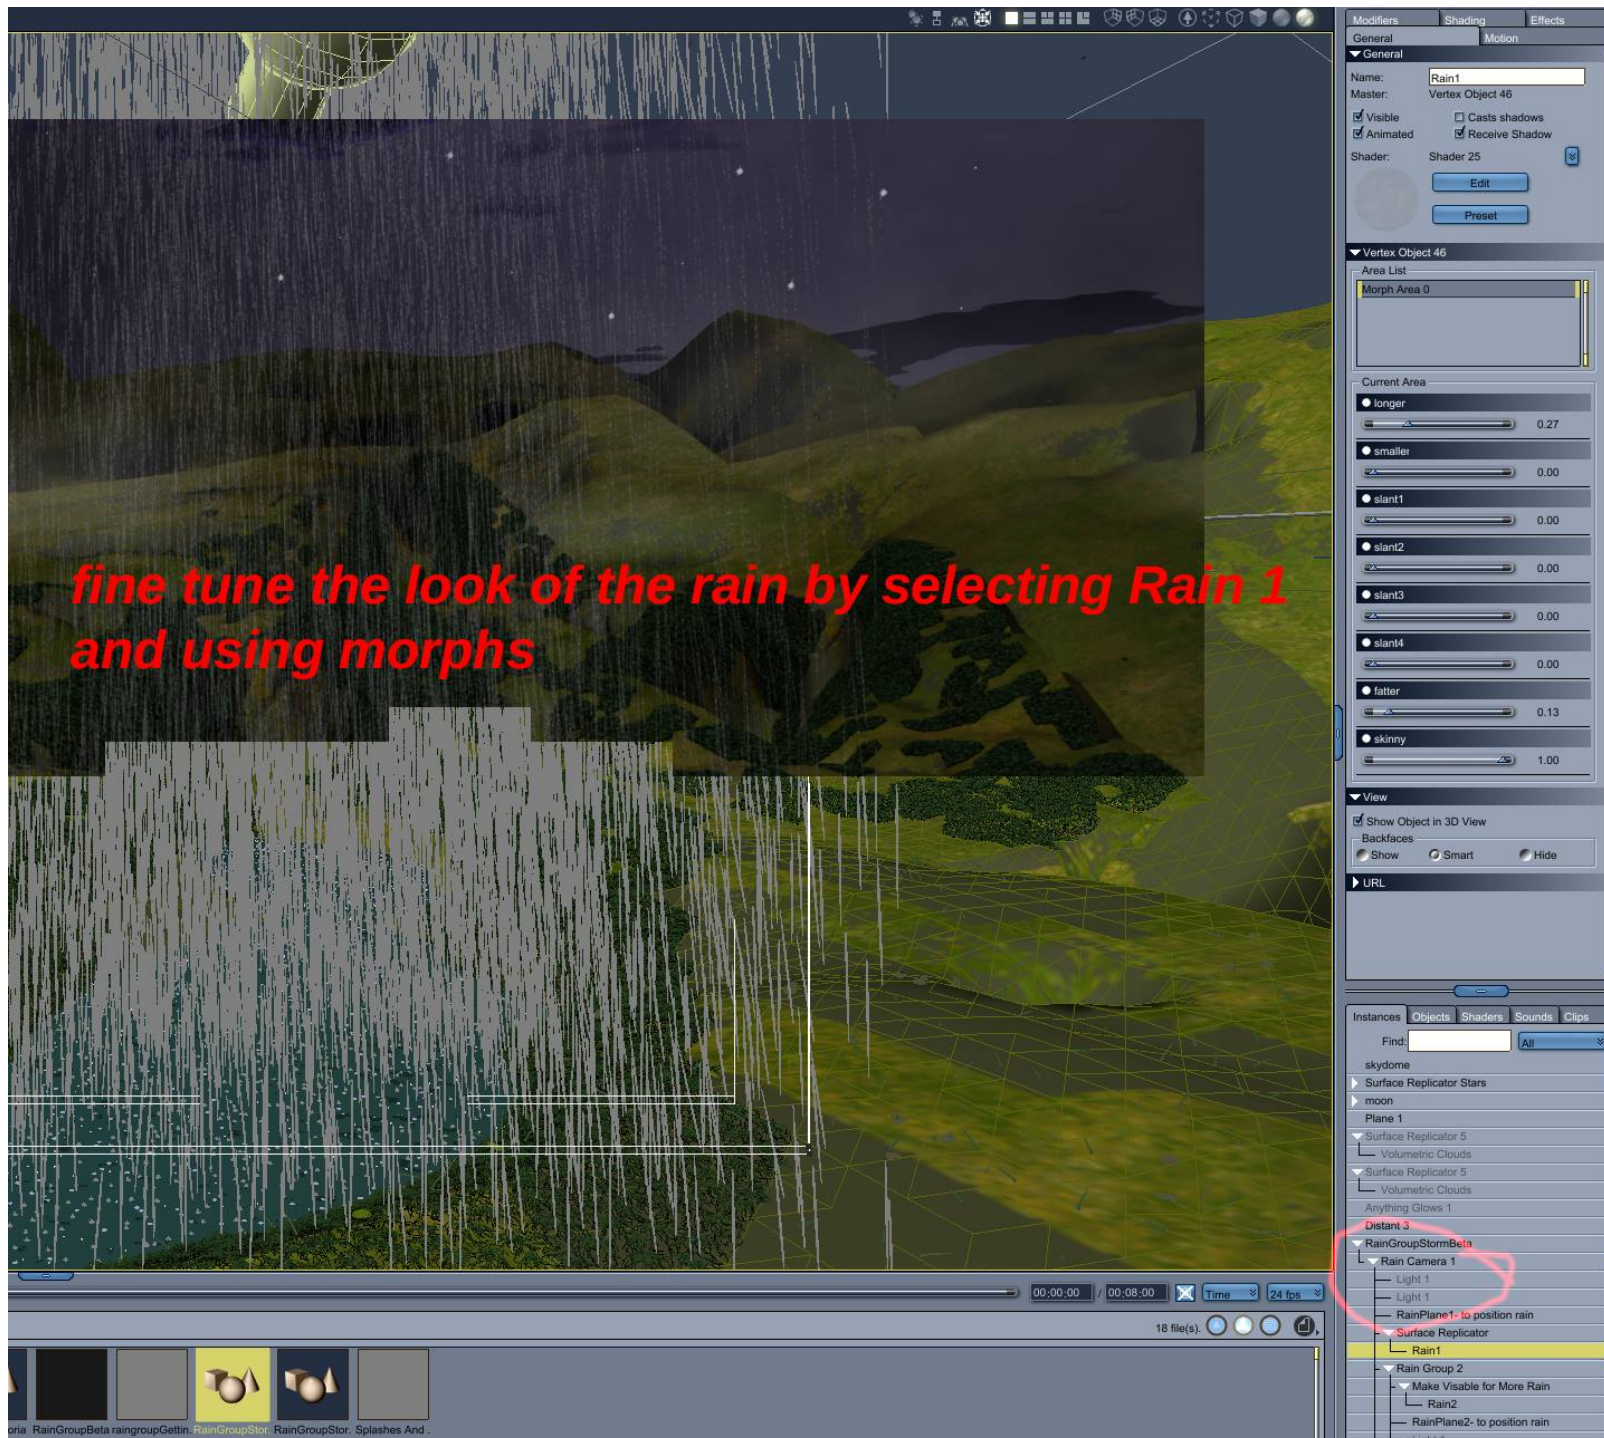 Modifiers Shading Effects
General Motion
General
Name: Rain1
Master: Vertex Object 46
Visible Casts shadows
Animated Receive Shadow
Shader: Shader 25
Edit
Preset
Vertex Object 46
Area List
Morph Area 0
Current Area
longer
0.27
smaller
0.00
slant1
0.00
slant2
0.00
slant3
0.00
slant4
0.00
fatter
0.13
skinny
1.00
View
Show Object in 3D View
Backfaces
Show Smart Hide
URL
fine tune the look of the rain by selecting Rain 1
and using morphs
Instances Objects Shaders Sounds Clips
Find: All
skydome
Surface Replicator Stars
moon
Plane 1
Surface Replicator 5
Volumetric Clouds
Surface Replicator 5
Volumetric Clouds
Anything Glows 1
Distant 3
RainGroupStormBeta
Rain Camera 1
Light 1
Light 1
RainPlane1- to position rain
Surface Replicator
Rain1
Rain Group 2
Make Visable for More Rain
Rain2
RainPlane2- to position rain
00:00:00 / 00:08:00 Time 24 fps
18 file(s).
oria RainGroupBeta raingroupGettin. RainGroupStor. RainGroupStor. Splashes And .